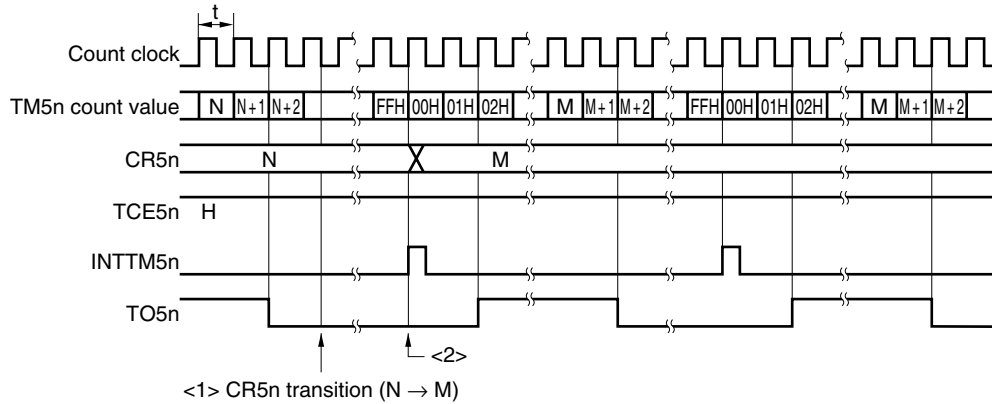 t
Count clock
TM5n count value N N+1 N+2 FFH 00H 01H 02H M M+1 M+2 FFH 00H 01H 02H M M+1 M+2
CR5n N M
TCE5n H
INTTM5n
TO5n
<2>
<1> CR5n transition (N → M)